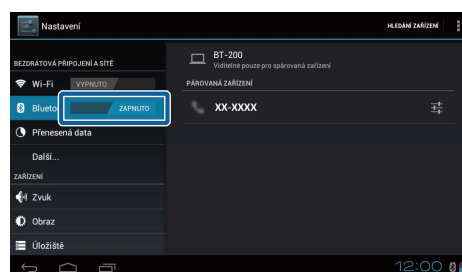 Nastavení
HLEDÁNÍ ZAŘÍZENÍ
BEZDRÁTOVÁ PŘIPOJENÍ A SÍTĚ
Wi-Fi VYPNUTO
Blueto ZAPNUTO
Přenesená data
Další...
ZAŘÍZENÍ
Zvuk
Obraz
Úložiště
BT-200
Viditelné pouze pro spárovaná zařízení
PÁROVANÁ ZAŘÍZENÍ
XX-XXXX
12:00